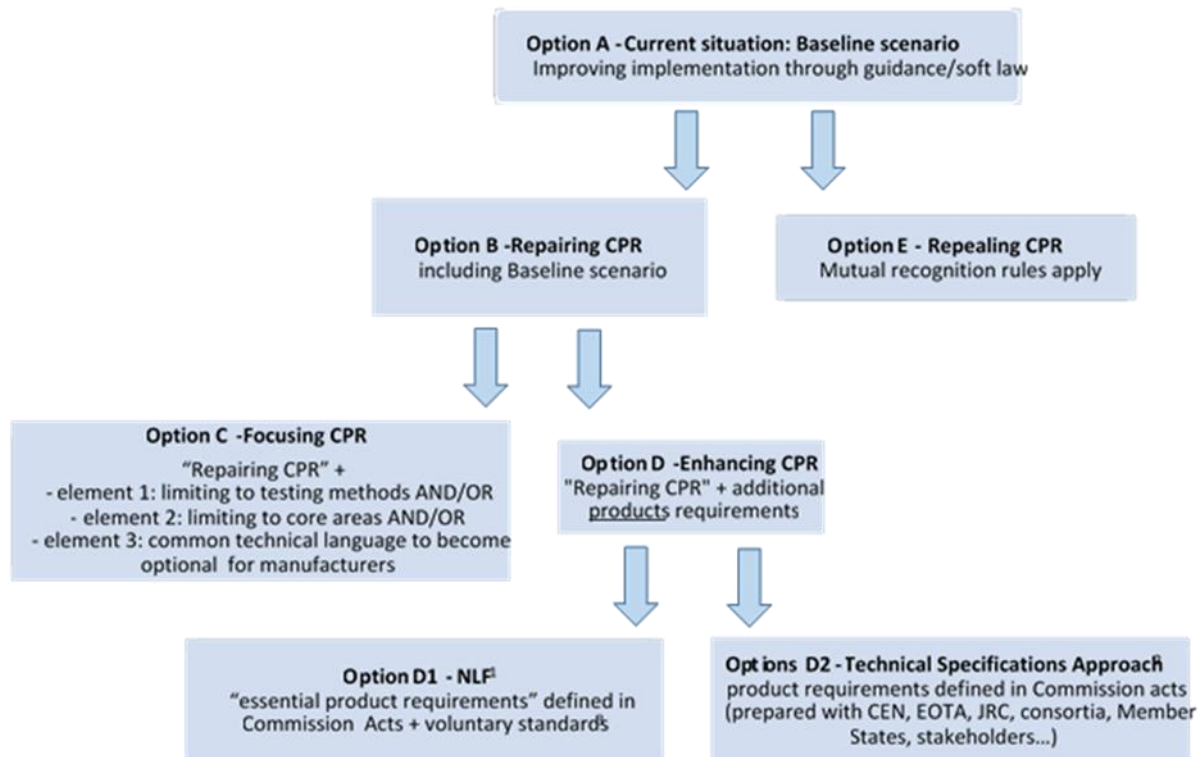 Option A - Current situation: Baseline scenario
Improving implementation through guidance/soft law
Option B -Repairing CPR
including Baseline scenario
Option E - Repealing CPR
Mutual recognition rules apply
Option C -Focusing CPR
“Repairing CPR” +
- element 1: limiting to testing methods AND/OR
- element 2: limiting to core areas AND/OR
- element 3: common technical language to become
optional for manufacturers
Option D -Enhancing CPR
"Repairing CPR" + additional
products requirements
Option D1 - NLF
“essential product requirements” defined in
Commission Acts + voluntary standards
Options D2 - Technical Specifications Approach
product requirements defined in Commission acts
(prepared with CEN, EOTA, JRC, consortia, Member
States, stakeholders...)